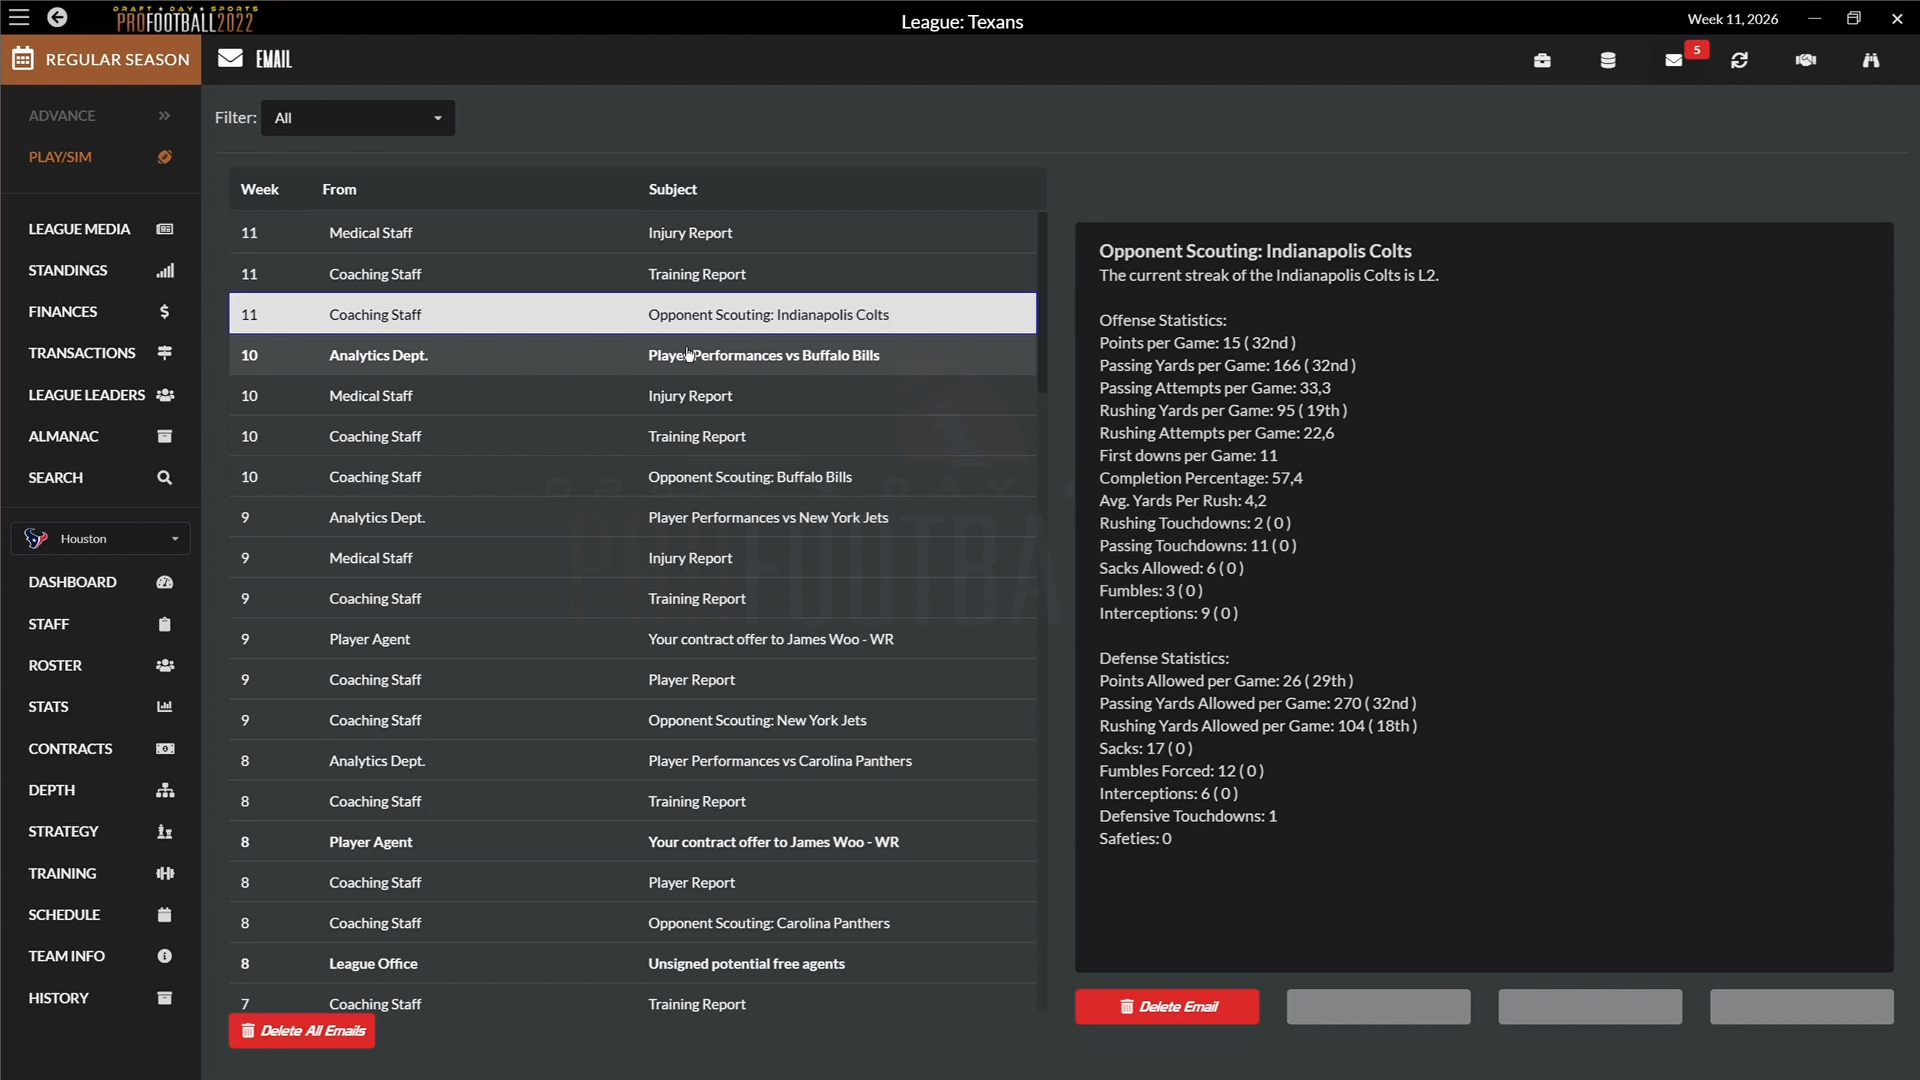 DRAFT DAY SPORTS
PROFOOTBALL2022
League: Texans
Week 11, 2026
REGULAR SEASON
EMAIL
5
ADVANCE
PLAY/SIM
LEAGUE MEDIA
STANDINGS
FINANCES
TRANSACTIONS
LEAGUE LEADERS
ALMANAC
SEARCH
Houston
DASHBOARD
STAFF
ROSTER
STATS
CONTRACTS
DEPTH
STRATEGY
TRAINING
SCHEDULE
TEAM INFO
HISTORY
Filter: All
Week From Subject
11 Medical Staff Injury Report
11 Coaching Staff Training Report
11 Coaching Staff Opponent Scouting: Indianapolis Colts
10 Analytics Dept. Player Performances vs Buffalo Bills
10 Medical Staff Injury Report
10 Coaching Staff Training Report
10 Coaching Staff Opponent Scouting: Buffalo Bills
9 Analytics Dept. Player Performances vs New York Jets
9 Medical Staff Injury Report
9 Coaching Staff Training Report
9 Player Agent Your contract offer to James Woo - WR
9 Coaching Staff Player Report
9 Coaching Staff Opponent Scouting: New York Jets
8 Analytics Dept. Player Performances vs Carolina Panthers
8 Coaching Staff Training Report
8 Player Agent Your contract offer to James Woo - WR
8 Coaching Staff Player Report
8 Coaching Staff Opponent Scouting: Carolina Panthers
8 League Office Unsigned potential free agents
7 Coaching Staff Training Report
Delete All Emails
Opponent Scouting: Indianapolis Colts
The current streak of the Indianapolis Colts is L2.
Offense Statistics:
Points per Game: 15 ( 32nd )
Passing Yards per Game: 166 ( 32nd )
Passing Attempts per Game: 33,3
Rushing Yards per Game: 95 ( 19th )
Rushing Attempts per Game: 22,6
First downs per Game: 11
Completion Percentage: 57,4
Avg. Yards Per Rush: 4,2
Rushing Touchdowns: 2 ( 0 )
Passing Touchdowns: 11 ( 0 )
Sacks Allowed: 6 ( 0 )
Fumbles: 3 ( 0 )
Interceptions: 9 ( 0 )
Defense Statistics:
Points Allowed per Game: 26 ( 29th )
Passing Yards Allowed per Game: 270 ( 32nd )
Rushing Yards Allowed per Game: 104 ( 18th )
Sacks: 17 ( 0 )
Fumbles Forced: 12 ( 0 )
Interceptions: 6 ( 0 )
Defensive Touchdowns: 1
Safeties: 0
Delete Email